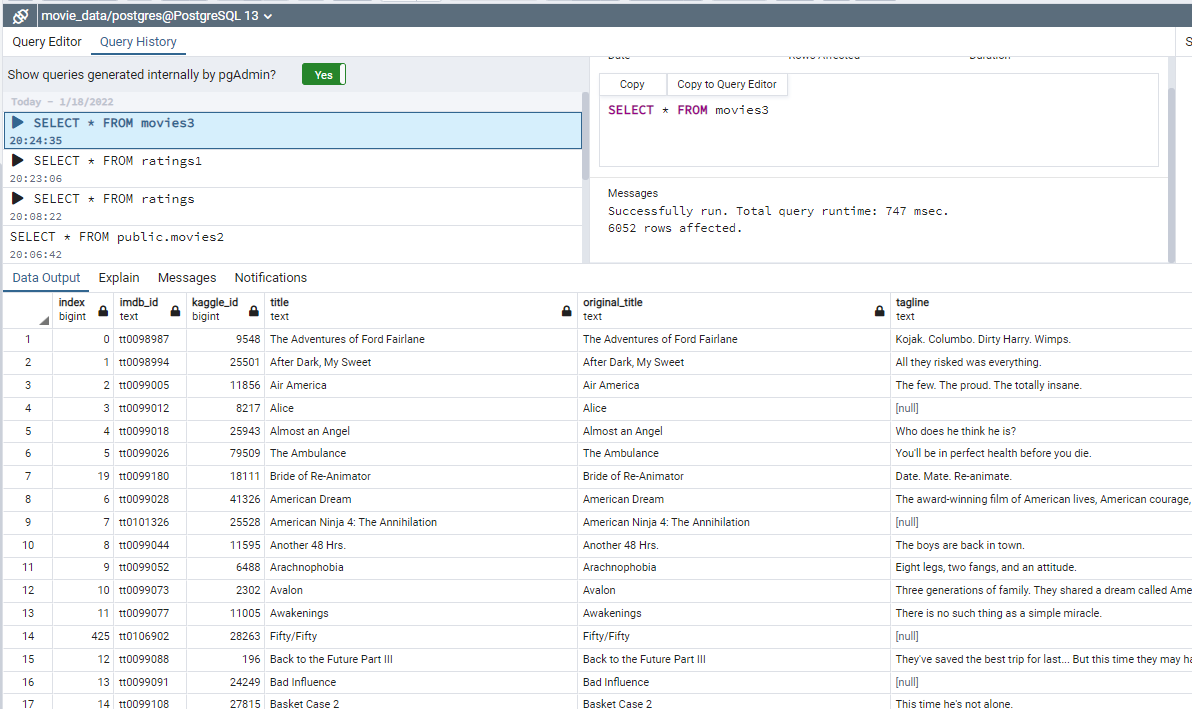 movie_data/postgres@PostgreSQL 13
Query Editor Query History
Show queries generated internally by pgAdmin? Yes
Today - 1/18/2022
SELECT * FROM movies3
20:24:35
SELECT * FROM ratings1
20:23:06
SELECT * FROM ratings
20:08:22
SELECT * FROM public.movies2
20:06:42
Date Rows Affected Duration
Copy Copy to Query Editor
SELECT * FROM movies3
Messages
Successfully run. Total query runtime: 747 msec.
6052 rows affected.
S
Data Output Explain Messages Notifications
index imdb_id kaggle_id title original_title tagline
bigint text bigint text text text
1 0 tt0098987 9548 The Adventures of Ford Fairlane The Adventures of Ford Fairlane Kojak. Columbo. Dirty Harry. Wimps.
2 1 tt0098994 25501 After Dark, My Sweet After Dark, My Sweet All they risked was everything.
3 2 tt0099005 11856 Air America Air America The few. The proud. The totally insane.
4 3 tt0099012 8217 Alice Alice [null]
5 4 tt0099018 25943 Almost an Angel Almost an Angel Who does he think he is?
6 5 tt0099026 79509 The Ambulance The Ambulance You'll be in perfect health before you die.
7 19 tt0099180 18111 Bride of Re-Animator Bride of Re-Animator Date. Mate. Re-animate.
8 6 tt0099028 41326 American Dream American Dream The award-winning film of American lives, American courage,
9 7 tt0101326 25528 American Ninja 4: The Annihilation American Ninja 4: The Annihilation [null]
10 8 tt0099044 11595 Another 48 Hrs. Another 48 Hrs. The boys are back in town.
11 9 tt0099052 6488 Arachnophobia Arachnophobia Eight legs, two fangs, and an attitude.
12 10 tt0099073 2302 Avalon Avalon Three generations of family. They shared a dream called Ame
13 11 tt0099077 11005 Awakenings Awakenings There is no such thing as a simple miracle.
14 425 tt0106902 28263 Fifty/Fifty Fifty/Fifty [null]
15 12 tt0099088 196 Back to the Future Part III Back to the Future Part III They've saved the best trip for last... But this time they may ha
16 13 tt0099091 24249 Bad Influence Bad Influence [null]
17 14 tt0099108 27815 Basket Case 2 Basket Case 2 This time he's not alone.